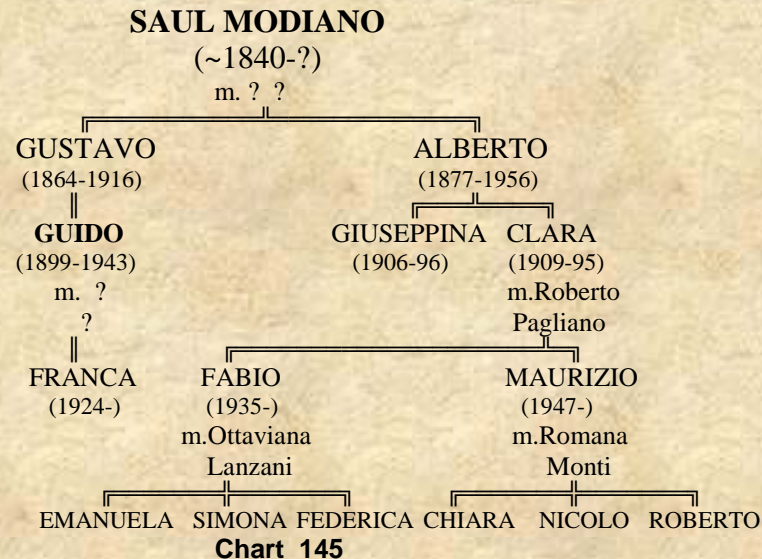 SAUL MODIANO
(~1840-?)
m. ? ?
GUSTAVO ALBERTO
(1864-1916) (1877-1956)
GUIDO GIUSEPPINA CLARA
(1899-1943) (1906-96) (1909-95)
m. ? m.Roberto
? Pagliano
FRANCA FABIO MAURIZIO
(1924-) (1935-) (1947-)
m.Ottaviana m.Romana
Lanzani Monti
EMANUELA SIMONA FEDERICA CHIARA NICOLO ROBERTO
Chart 145